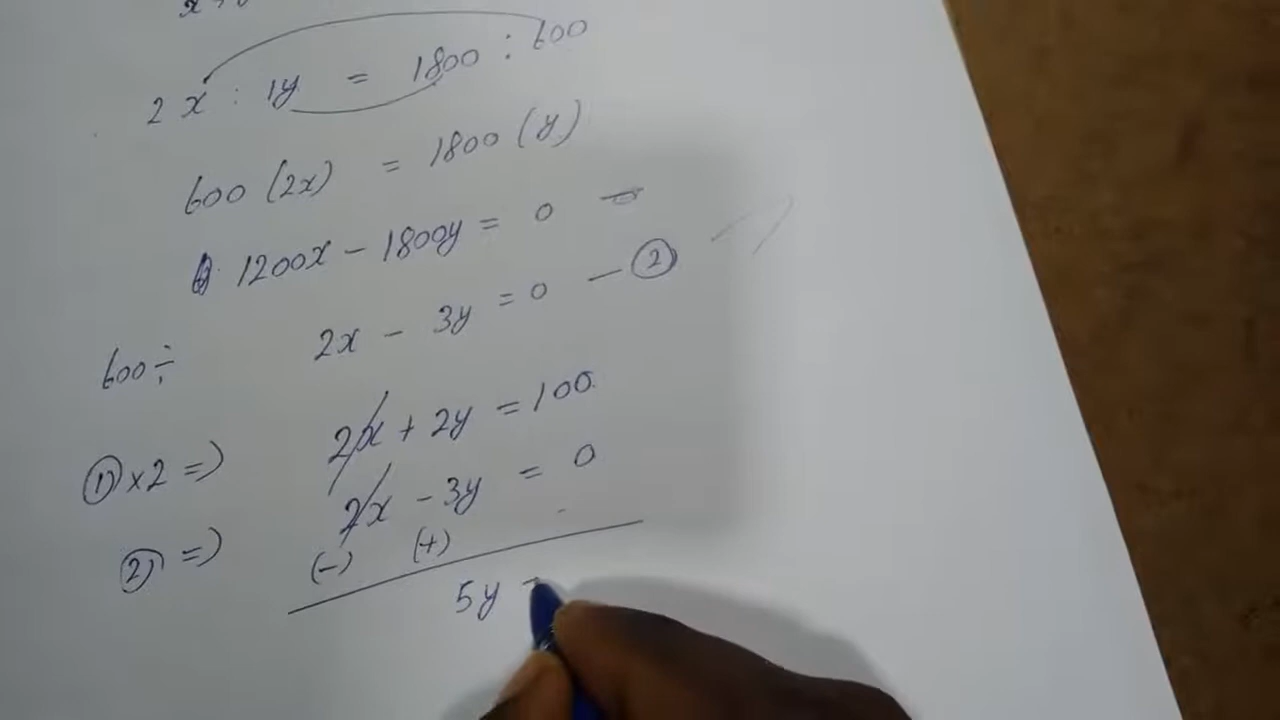 2x : 1y = 1800 : 600
600 (2x) = 1800 (y)
1200x - 1800y = 0 -
600 ÷ 2x - 3y = 0 - ②
① × 2 => 2x + 2y = 100
② => 2x - 3y = 0
(-) (+)
5y =